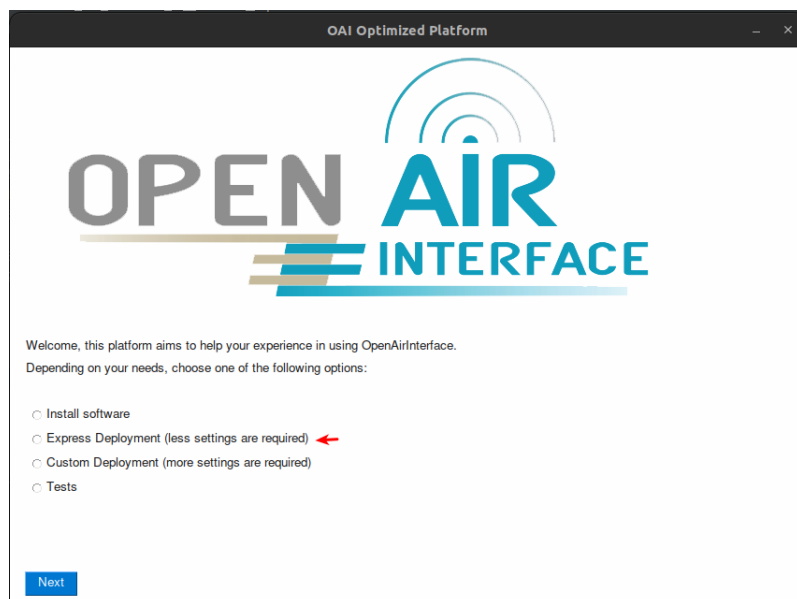 OAI Optimized Platform
OPEN AIR
INTERFACE
Welcome, this platform aims to help your experience in using OpenAirInterface.
Depending on your needs, choose one of the following options:
Install software
Express Deployment (less settings are required)
Custom Deployment (more settings are required)
Tests
Next